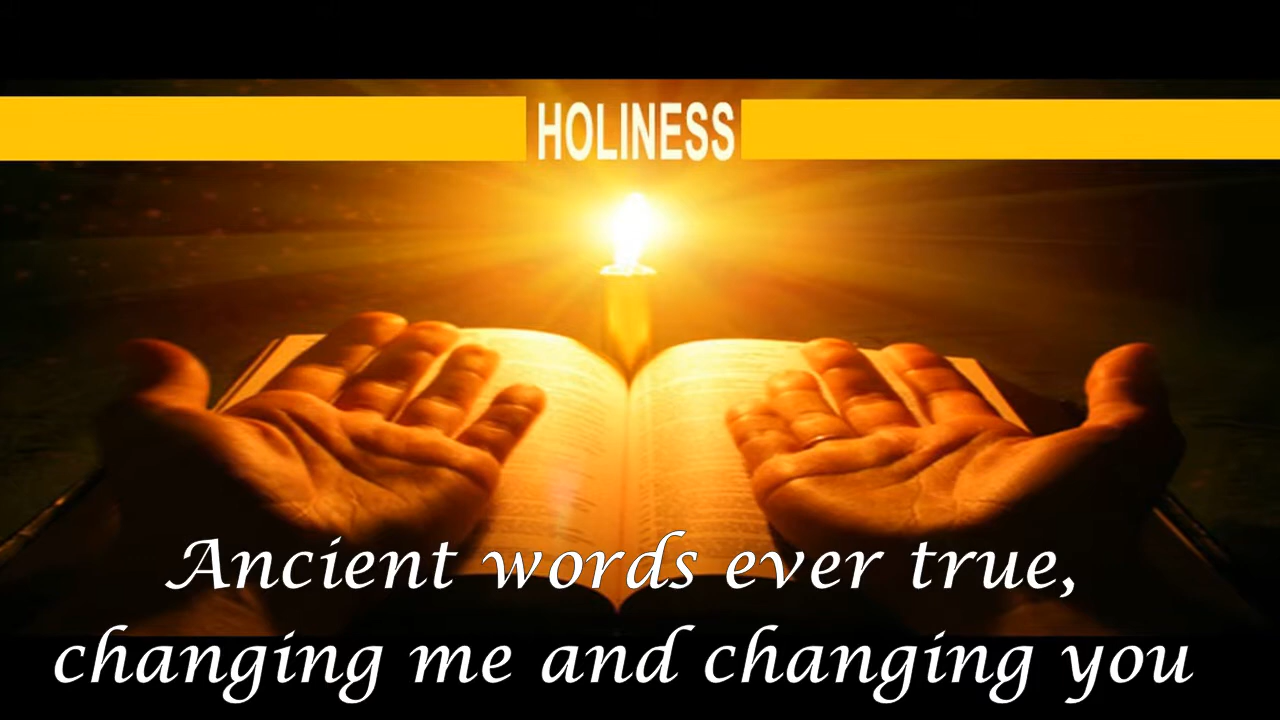 HOLINESS
Ancient words ever true,
changing me and changing you